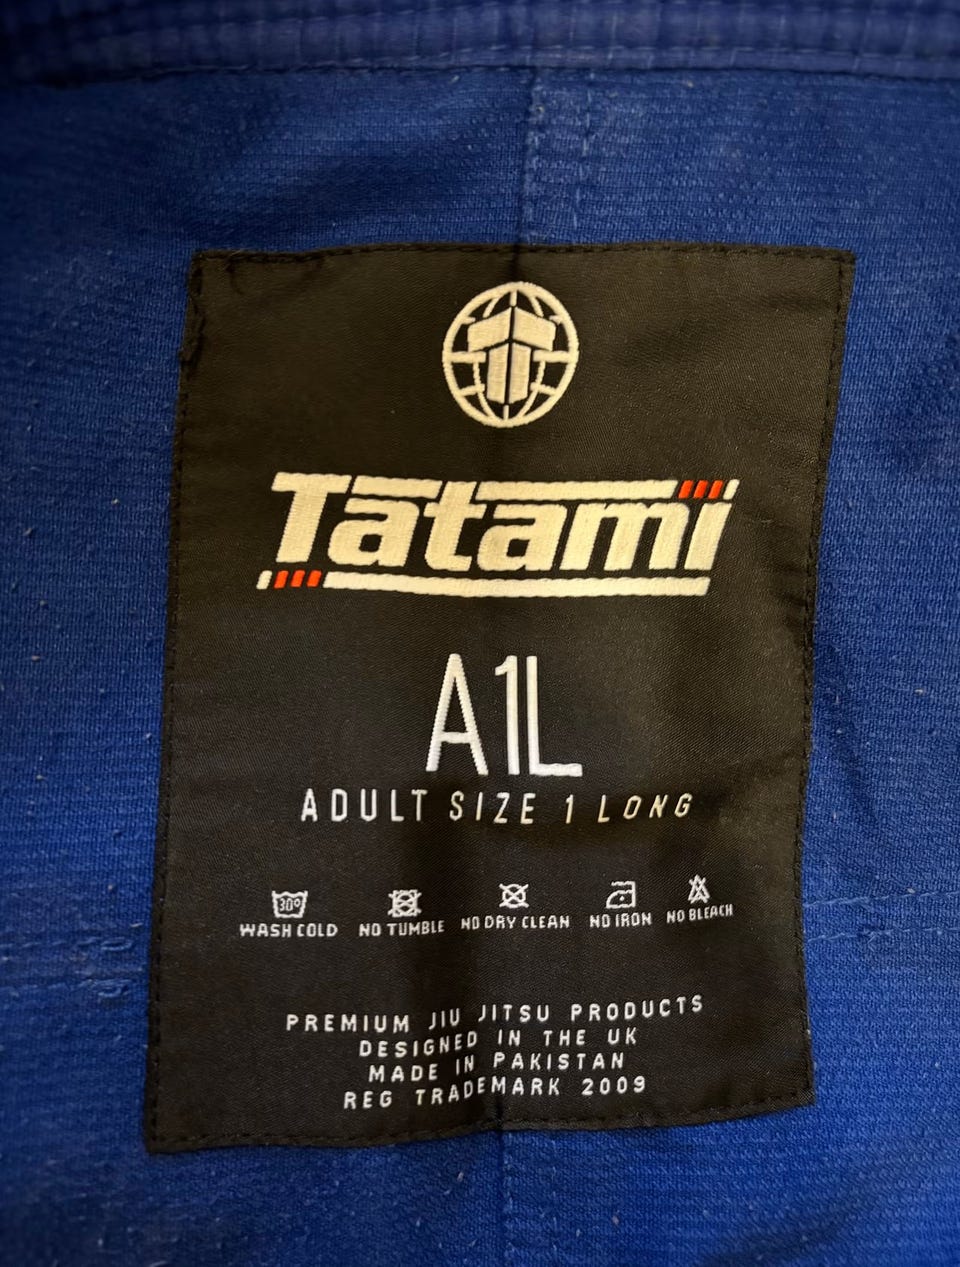 Tatami
A1L
ADULT SIZE 1 LONG
30°
WASH COLD NO TUMBLE NO DRY CLEAN NO IRON NO BLEACH
PREMIUM JIU JITSU PRODUCTS
DESIGNED IN THE UK
MADE IN PAKISTAN
REG TRADEMARK 2009